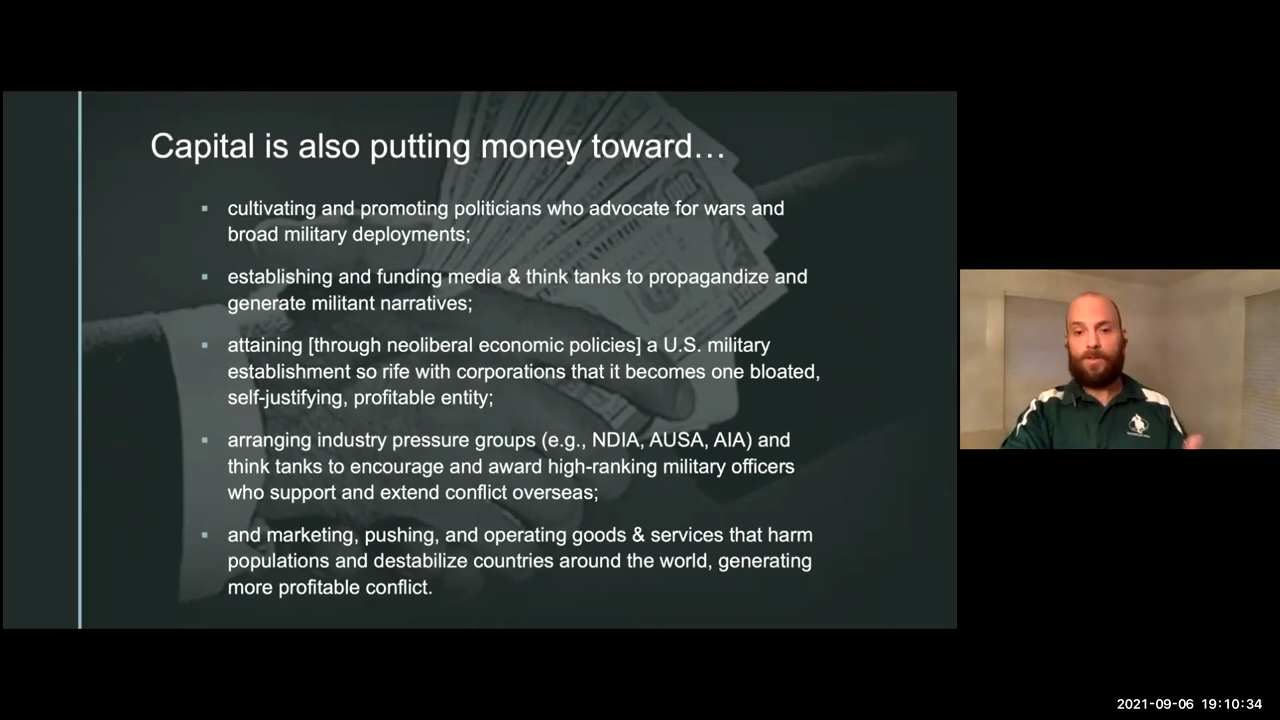 Capital is also putting money toward…
▪ cultivating and promoting politicians who advocate for wars and
broad military deployments;
▪ establishing and funding media & think tanks to propagandize and
generate militant narratives;
▪ attaining [through neoliberal economic policies] a U.S. military
establishment so rife with corporations that it becomes one bloated,
self-justifying, profitable entity;
▪ arranging industry pressure groups (e.g., NDIA, AUSA, AIA) and
think tanks to encourage and award high-ranking military officers
who support and extend conflict overseas;
▪ and marketing, pushing, and operating goods & services that harm
populations and destabilize countries around the world, generating
more profitable conflict.
2021-09-06 19:10:34